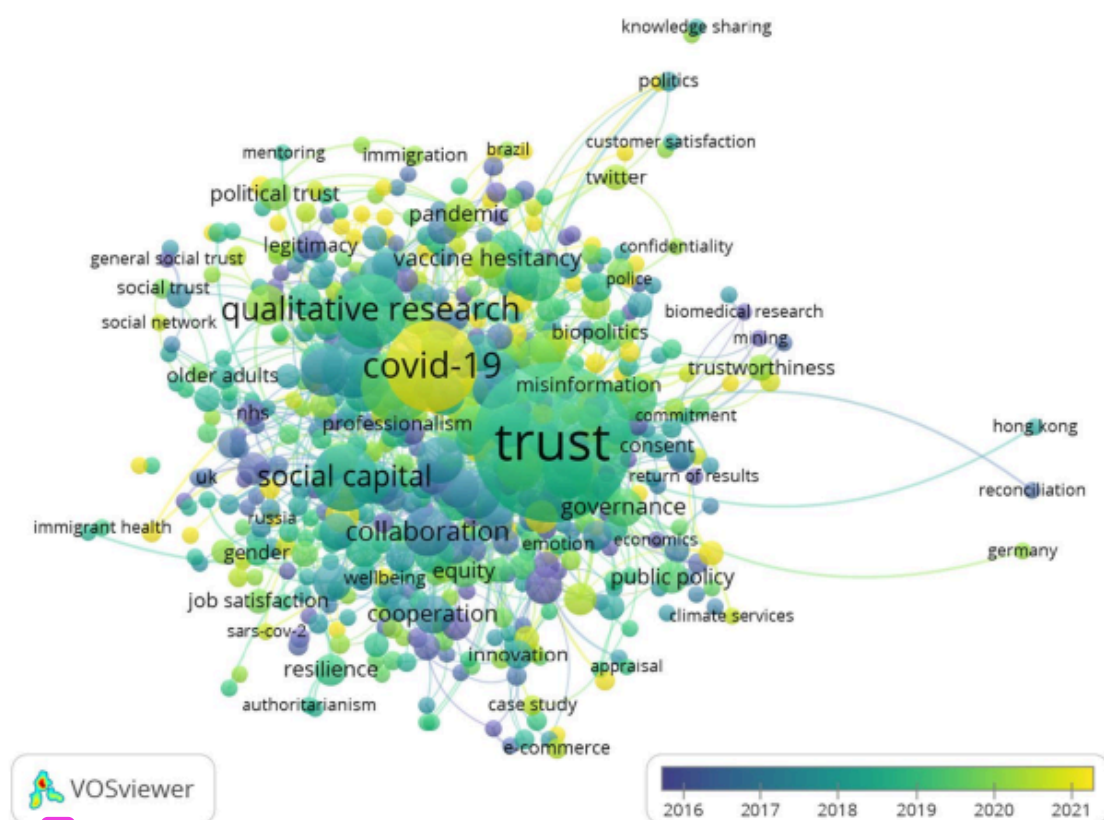 knowledge sharing
politics
customer satisfaction
mentoring
immigration
brazil
twitter
political trust
pandemic
legitimacy
confidentiality
general social trust
vaccine hesitancy
police
social trust
qualitative research
biomedical research
social network
biopolitics
mining
covid-19
trustworthiness
older adults
misinformation
nhs
commitment
professionalism
hong kong
trust
consent
uk
social capital
return of results
reconciliation
governance
immigrant health
russia
collaboration
economics
gender
emotion
germany
wellbeing
equity
public policy
job satisfaction
cooperation
climate services
sars-cov-2
innovation
resilience
appraisal
authoritarianism
case study
e-commerce
VOSviewer
2016 2017 2018 2019 2020 2021